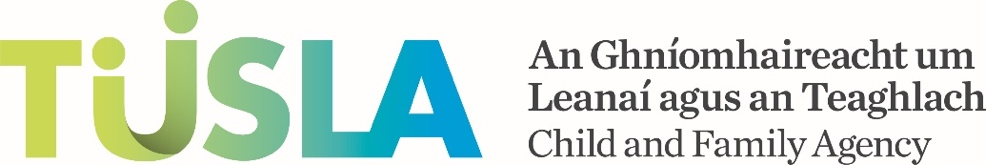 TUSLA
An Ghníomhaireacht um
Leanaí agus an Teaghlach
Child and Family Agency